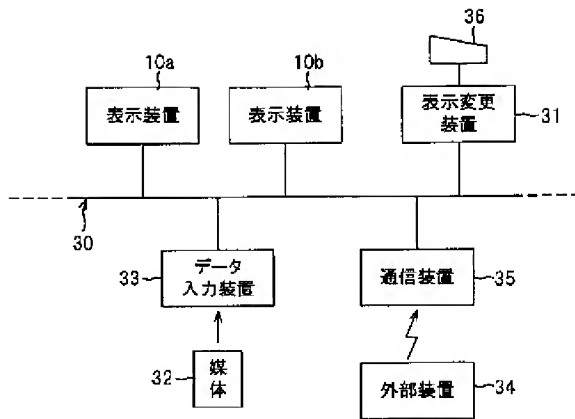 36
10a
10b
表示装置
表示装置
表示変更
装置
31
30
33
データ
入力装置
通信装置
35
32
媒
体
外部装置
34